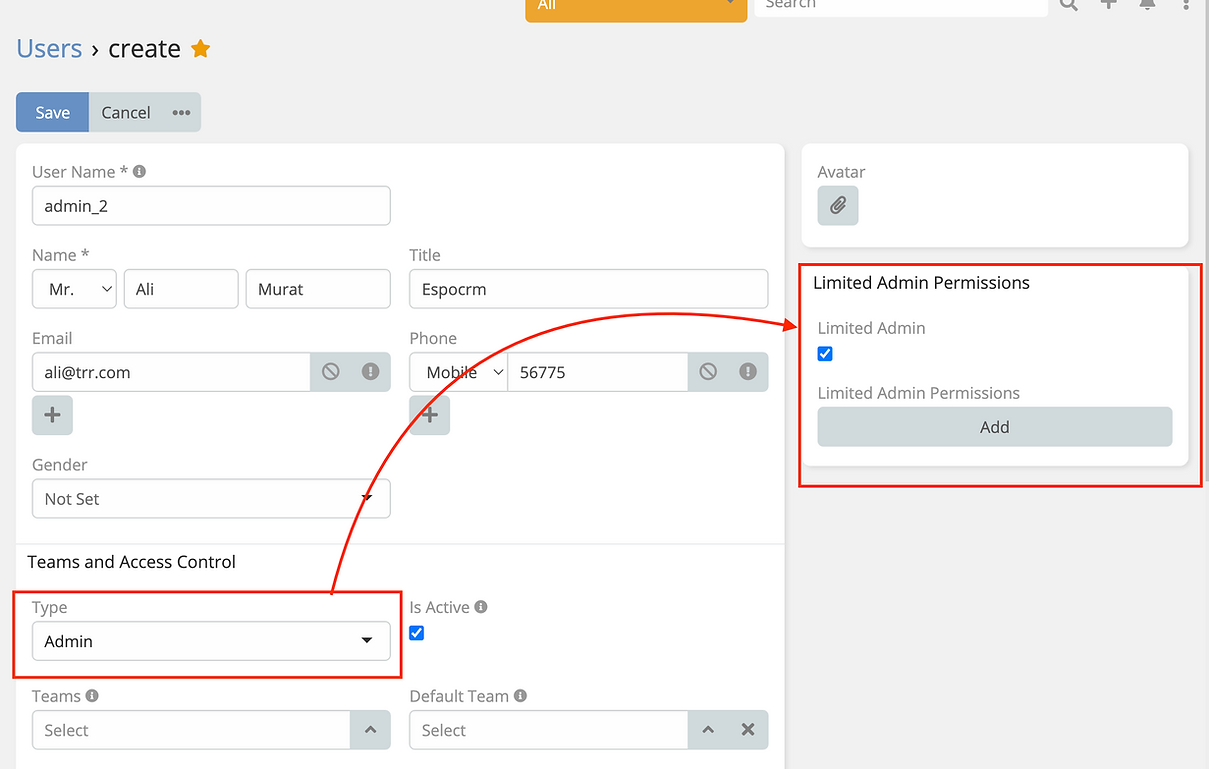 All
Search
Users › create
Save
Cancel
User Name *
admin_2
Name *
Mr.
Ali
Murat
Title
Espocrm
Email
ali@trr.com
Phone
Mobile
56775
Gender
Not Set
Teams and Access Control
Type
Admin
Is Active
Teams
Select
Default Team
Select
Avatar
Limited Admin Permissions
Limited Admin
Limited Admin Permissions
Add